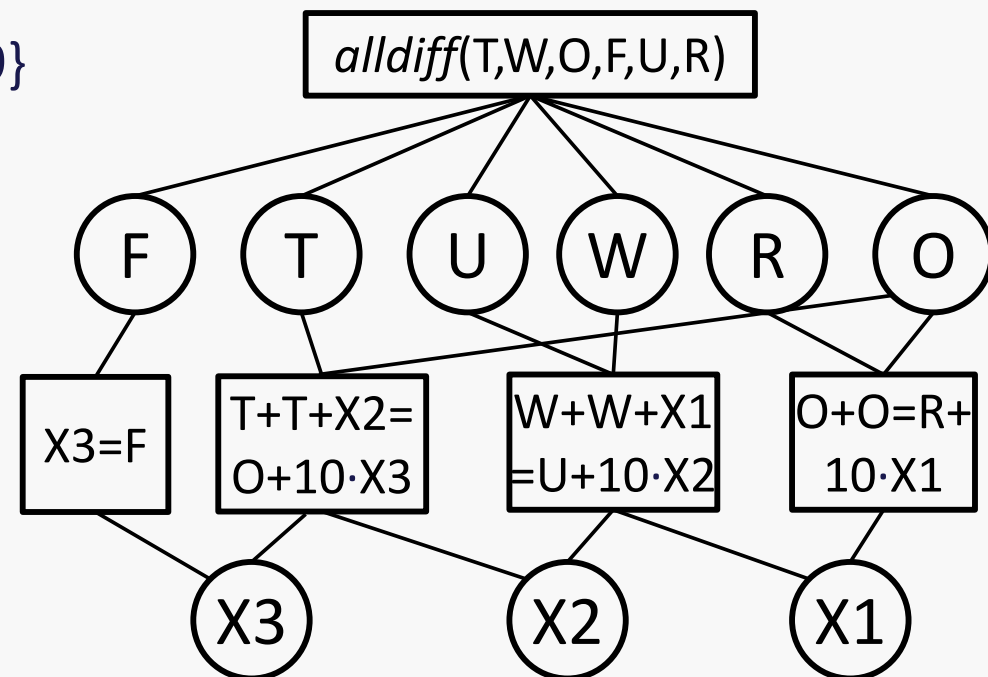 alldiff(T,W,O,F,U,R)
F T U W R O
X3=F
T+T+X2=
O+10·X3
W+W+X1
=U+10·X2
O+O=R+
10·X1
X3 X2 X1